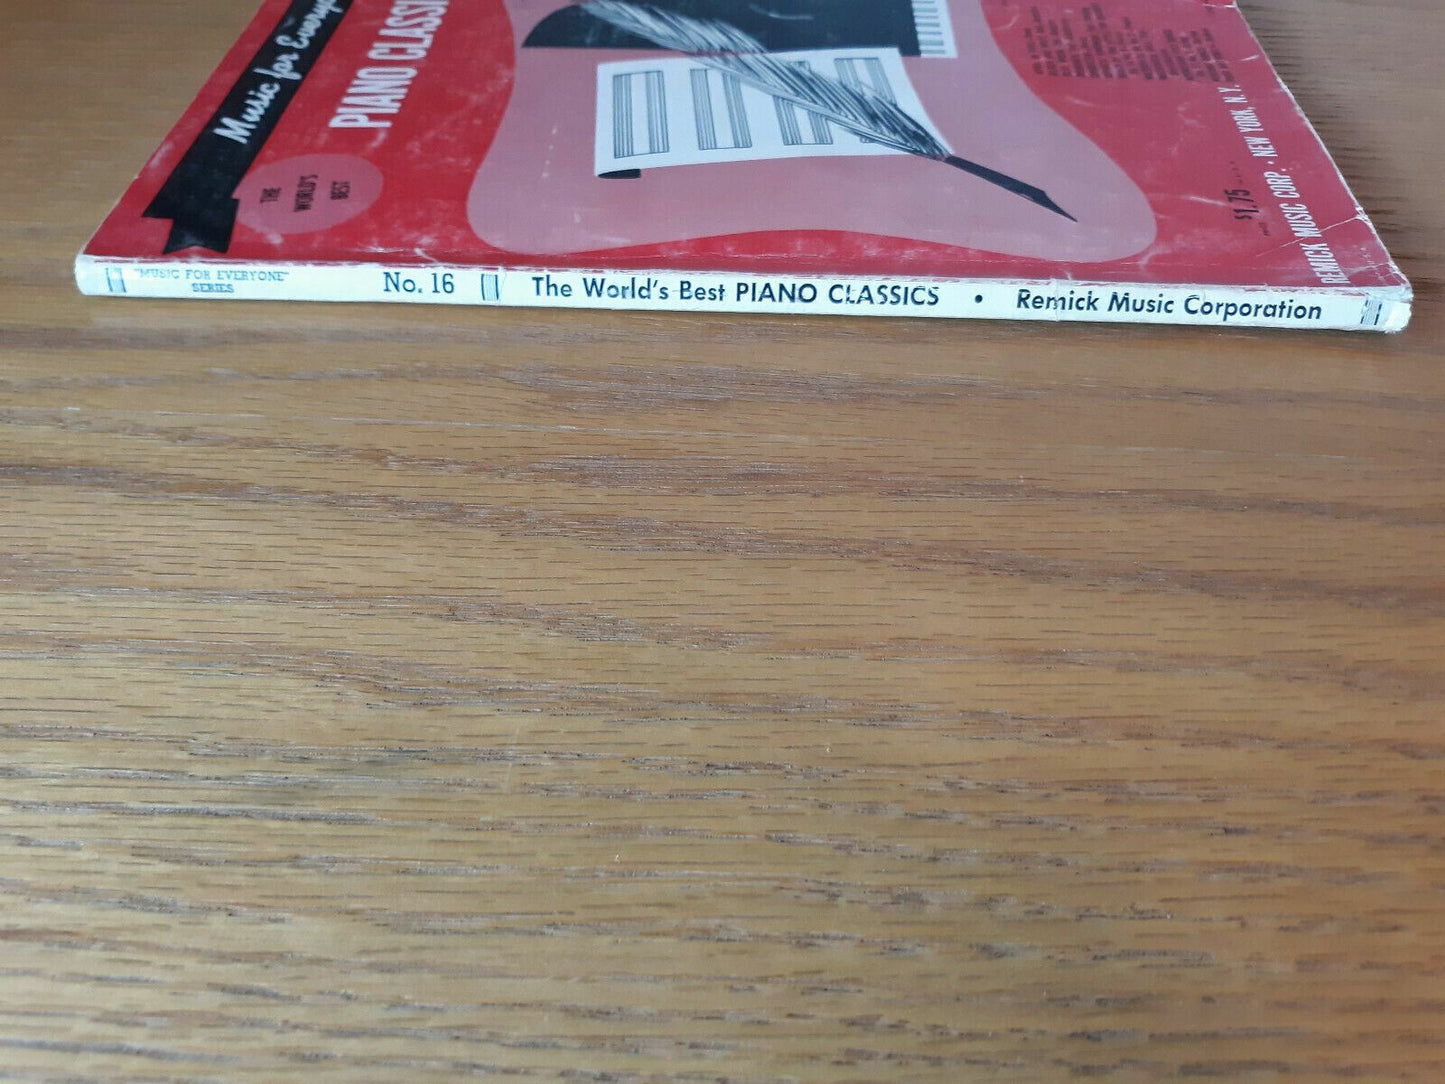 Music for Everyo
THE
WORLD'S
BEST
PIANO CLASSI
$1.75
REMICK MUSIC CORP. • NEW YORK, N.Y.
"MUSIC FOR EVERYONE"
SERIES
No. 16
The World's Best PIANO CLASSICS • Remick Music Corporation